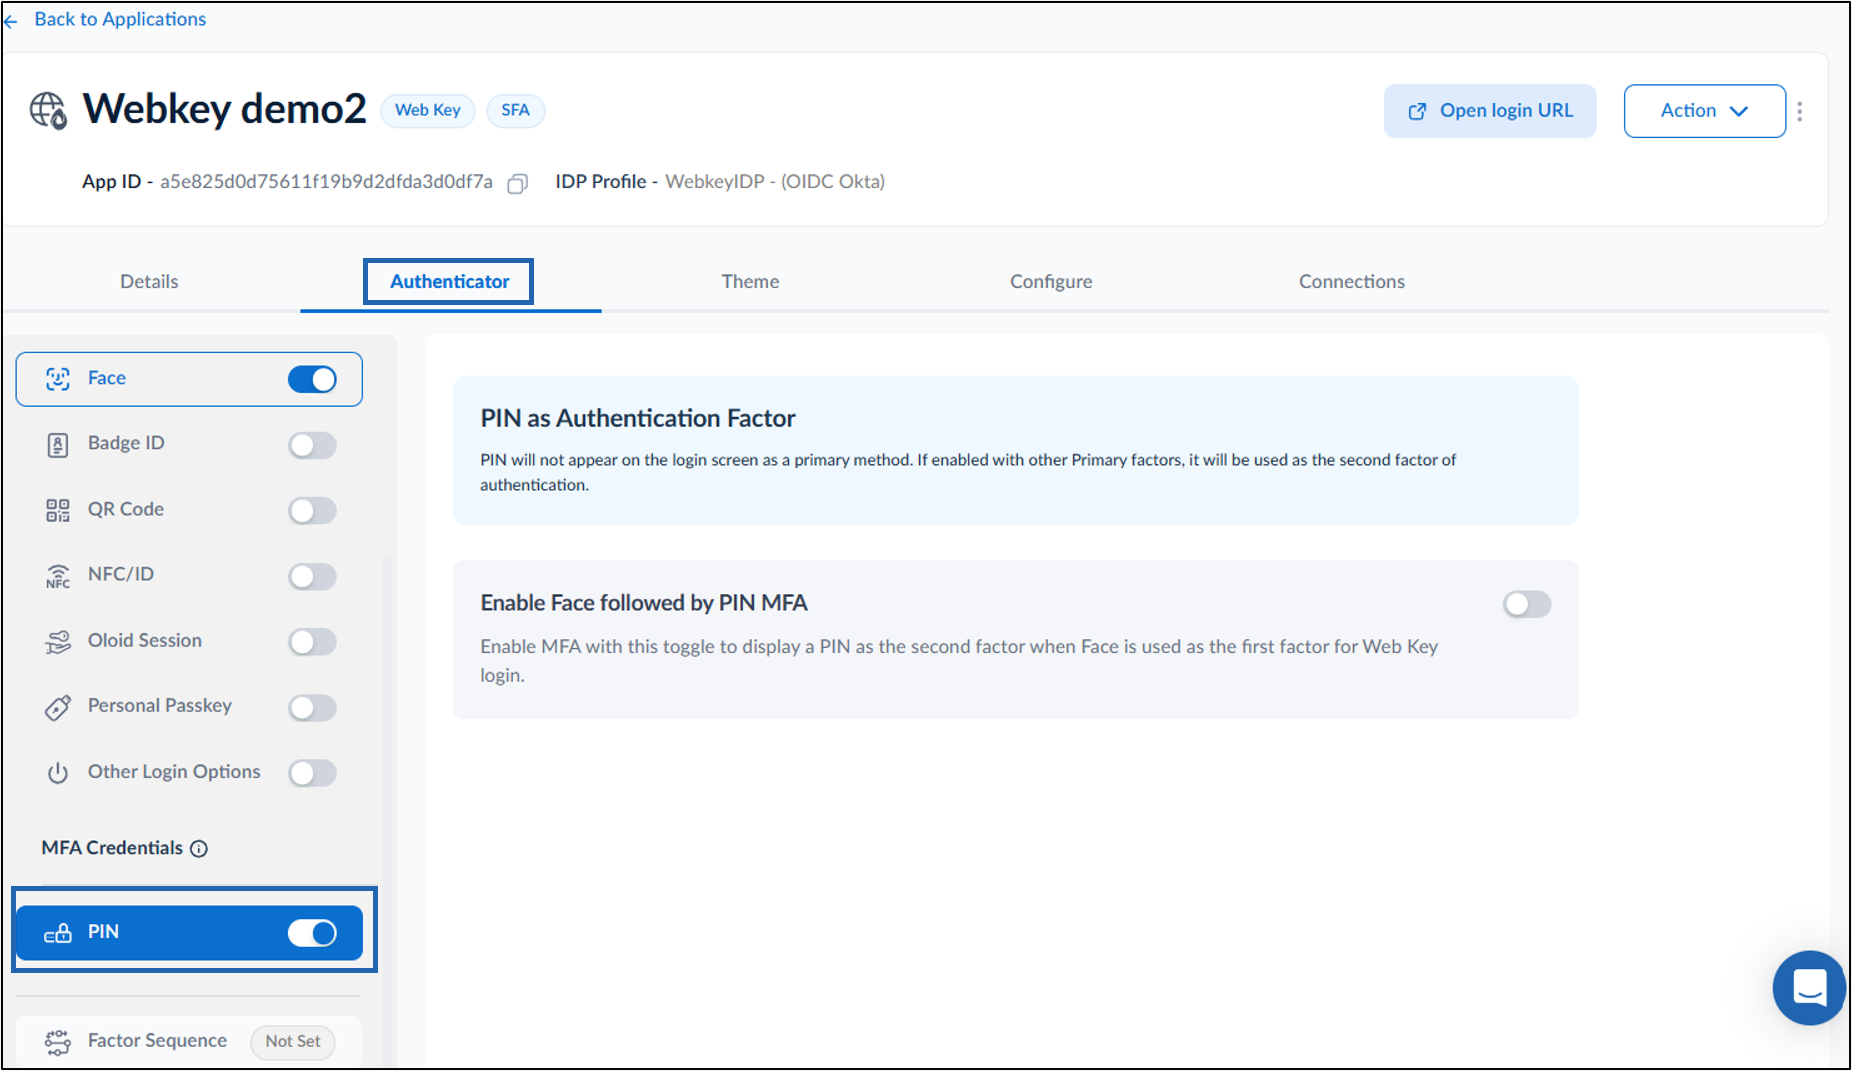 Back to Applications
Webkey demo2 Web Key SFA
Open login URL
Action
App ID - a5e825d0d75611f19b9d2dfda3d0df7a IDP Profile - WebkeyIDP - (OIDC Okta)
Details Authenticator Theme Configure Connections
Face
Badge ID
QR Code
NFC NFC/ID
Oloid Session
Personal Passkey
Other Login Options
MFA Credentials
PIN
Factor Sequence Not Set
PIN as Authentication Factor
PIN will not appear on the login screen as a primary method. If enabled with other Primary factors, it will be used as the second factor of
authentication.
Enable Face followed by PIN MFA
Enable MFA with this toggle to display a PIN as the second factor when Face is used as the first factor for Web Key
login.